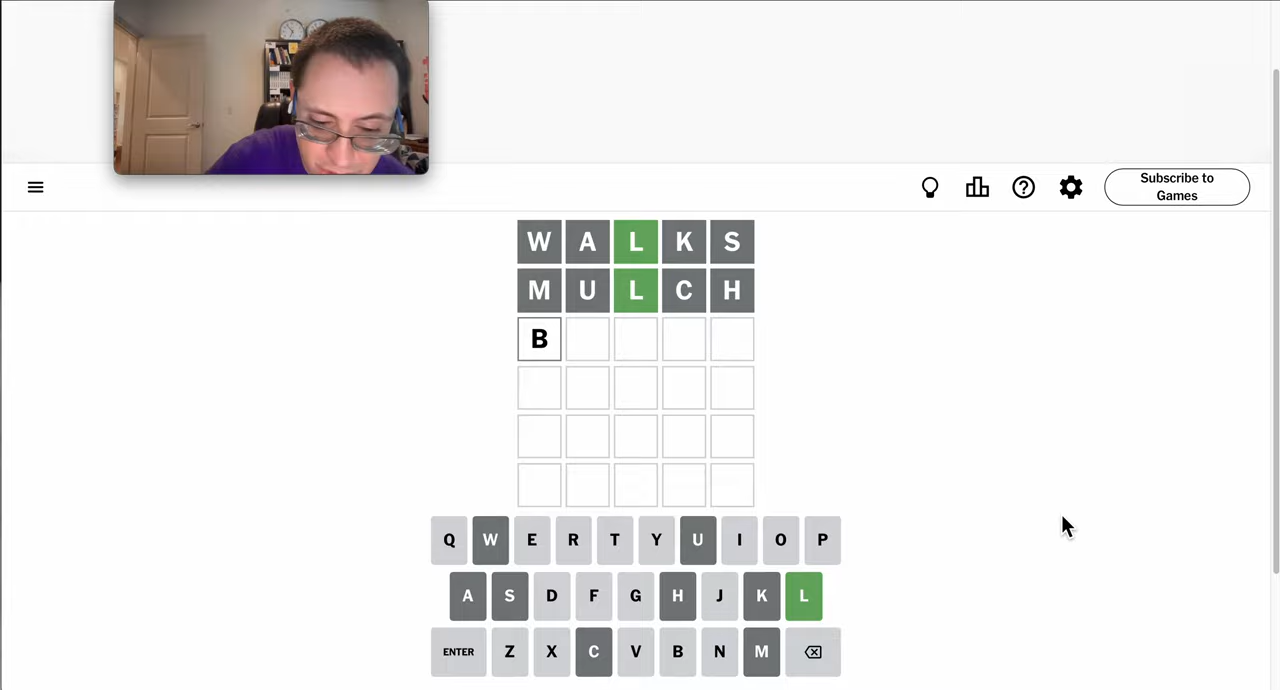 Subscribe to
Games
W A L K S
M U L C H
B
Q W E R T Y U I O P
A S D F G H J K L
ENTER Z X C V B N M